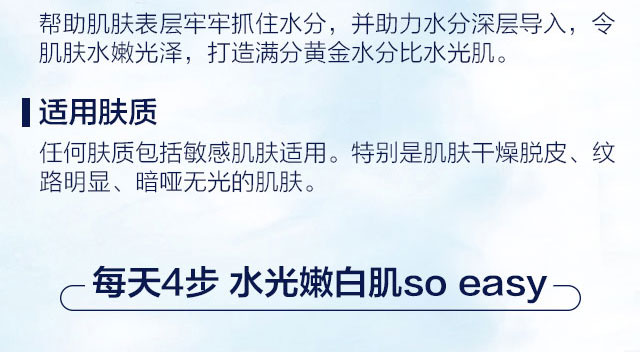 帮助肌肤表层牢牢抓住水分，并助力水分深层导入，令
肌肤水嫩光泽，打造满分黄金水分比水光肌。
适用肤质
任何肤质包括敏感肌肤适用。特别是肌肤干燥脱皮、纹
路明显、暗哑无光的肌肤。
每天4步 水光嫩白肌so easy